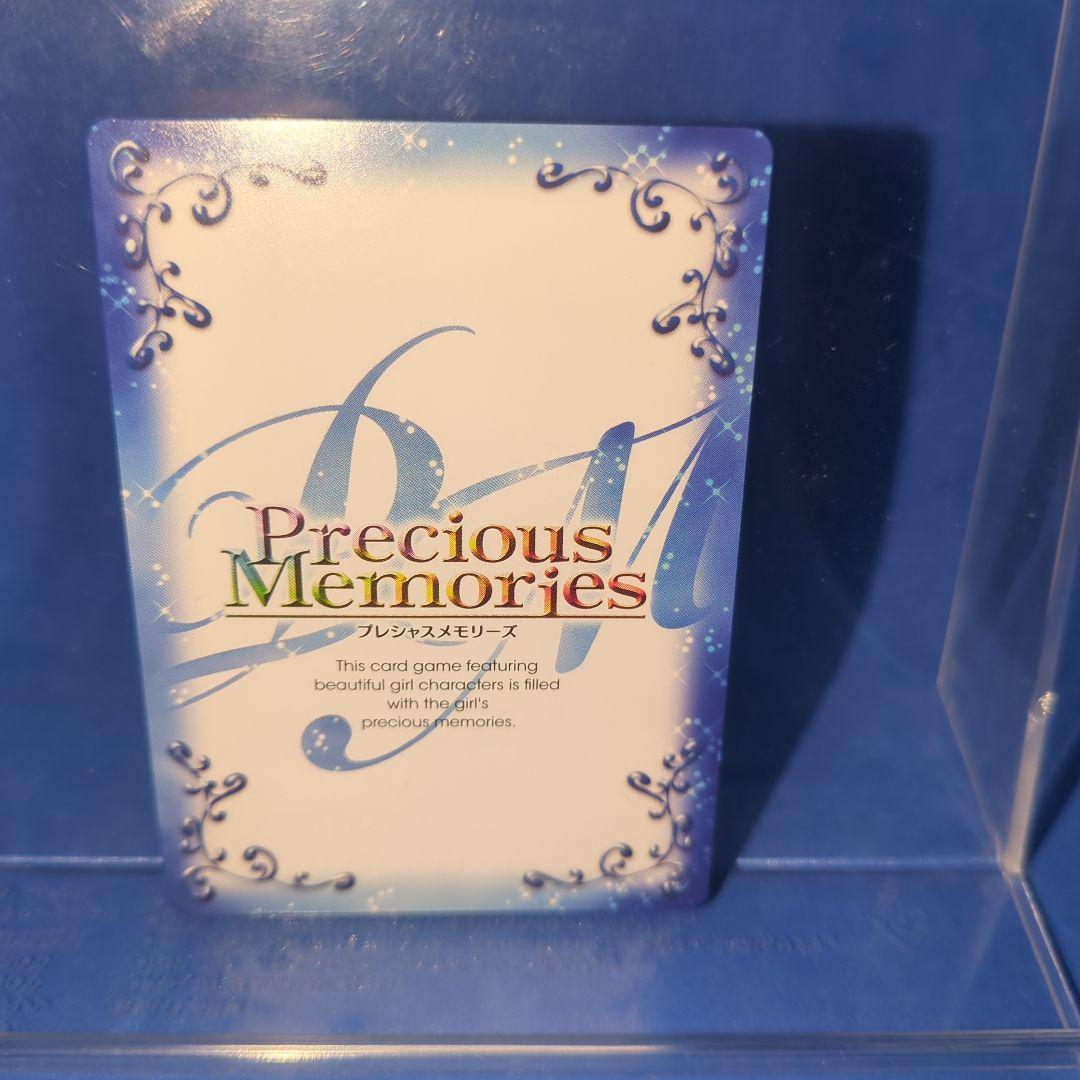 Precious
Memories
プレシャスメモリーズ
This card game featuring
beautiful girl characters is filled
with the girl's
precious memories.